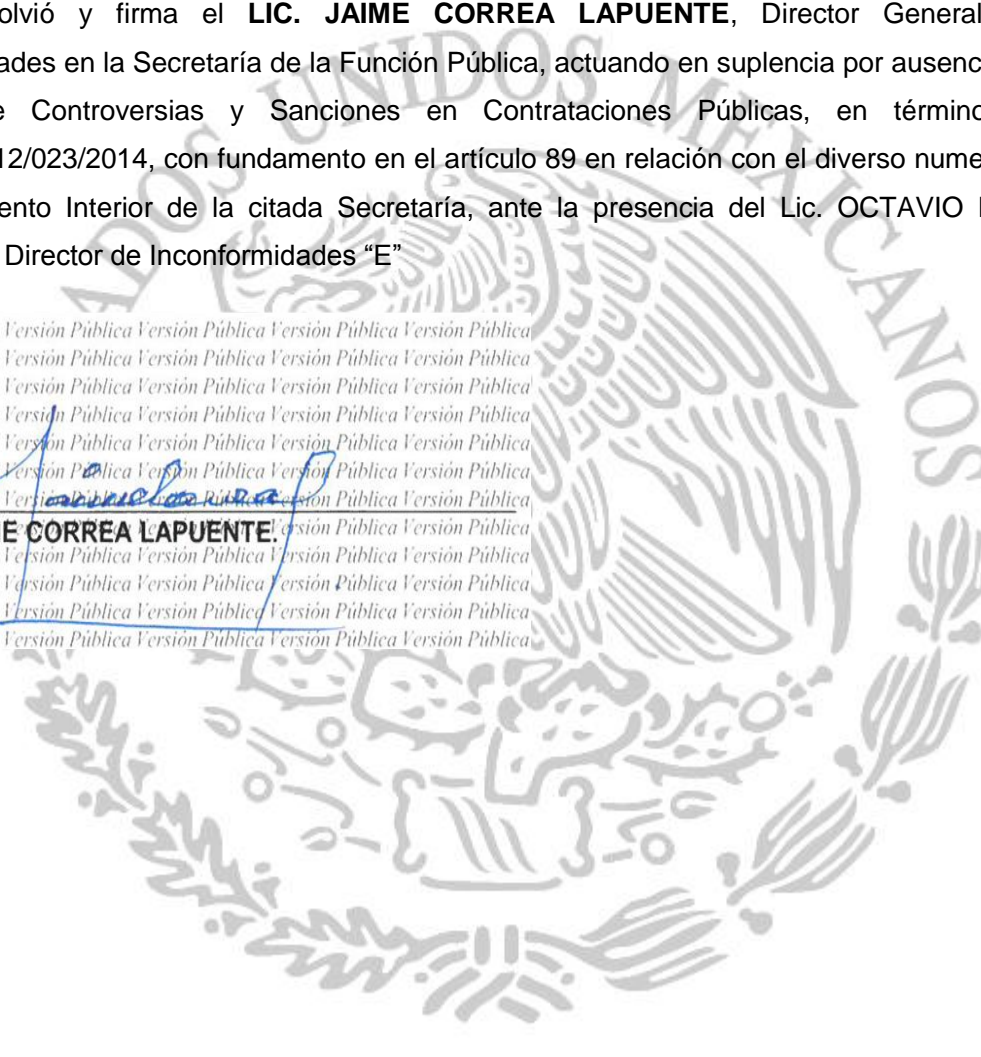 olvió y firma el LIC. JAIME CORREA LAPUENTE, Director General
ades en la Secretaría de la Función Pública, actuando en suplencia por ausenc
e Controversias y Sanciones en Contrataciones Públicas, en término
12/023/2014, con fundamento en el artículo 89 en relación con el diverso nume
ento Interior de la citada Secretaría, ante la presencia del Lic. OCTAVIO
Director de Inconformidades “E”
UNIDOS MEXICANOS
Versión Pública Versión Pública Versión Pública Versión Pública
Versión Pública Versión Pública Versión Pública Versión Pública
Versión Pública Versión Pública Versión Pública Versión Pública
Versión Pública Versión Pública Versión Pública Versión Pública
Versión Pública Versión Pública Versión Pública Versión Pública
Versión Pública Versión Pública Versión Pública Versión Pública
Versión Pública
E CORREA LAPUENTE. Versión Pública
Versión Pública Versión Pública Versión Pública Versión Pública
Versión Pública Versión Pública Versión Pública Versión Pública
Versión Pública Versión Pública Versión Pública Versión Pública
Versión Pública Versión Pública Versión Pública Versión Pública